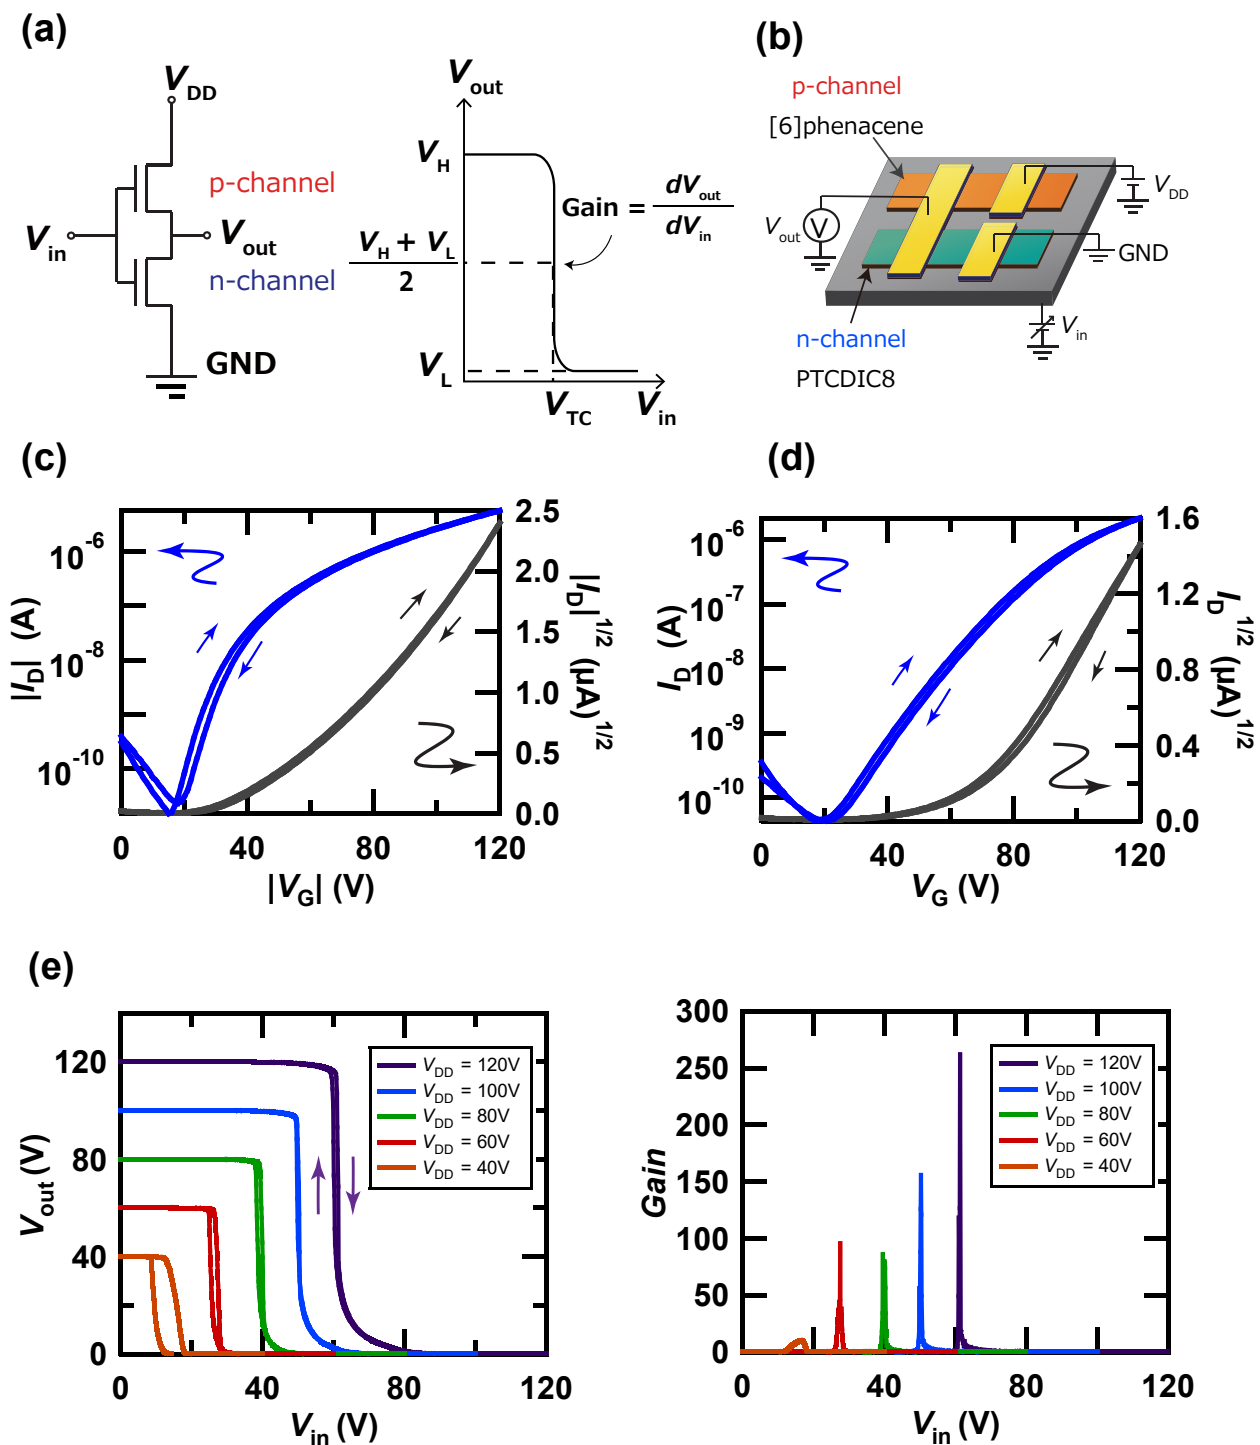 (a)
V_DD
p-channel
V_in
V_out
n-channel
GND
V_out
V_H
Gain = dV_out / dV_in
V_H + V_L
2
V_L
V_TC
V_in
(b)
p-channel
[6]phenacene
V_DD
V_out
V
GND
n-channel
V_in
PTCDIC8
(c)
|I_D| (A)
10^-6
10^-8
10^-10
2.5
2.0
1.5
1.0
0.5
0.0
|I_D|^1/2 (μA)^1/2
0 40 80 120
|V_G| (V)
(d)
I_D (A)
10^-6
10^-7
10^-8
10^-9
10^-10
1.6
1.2
0.8
0.4
0.0
I_D^1/2 (μA)^1/2
0 40 80 120
V_G (V)
(e)
V_out (V)
120
80
40
0
V_DD = 120V
V_DD = 100V
V_DD = 80V
V_DD = 60V
V_DD = 40V
0 40 80 120
V_in (V)
Gain
300
250
200
150
100
50
0
V_DD = 120V
V_DD = 100V
V_DD = 80V
V_DD = 60V
V_DD = 40V
0 40 80 120
V_in (V)